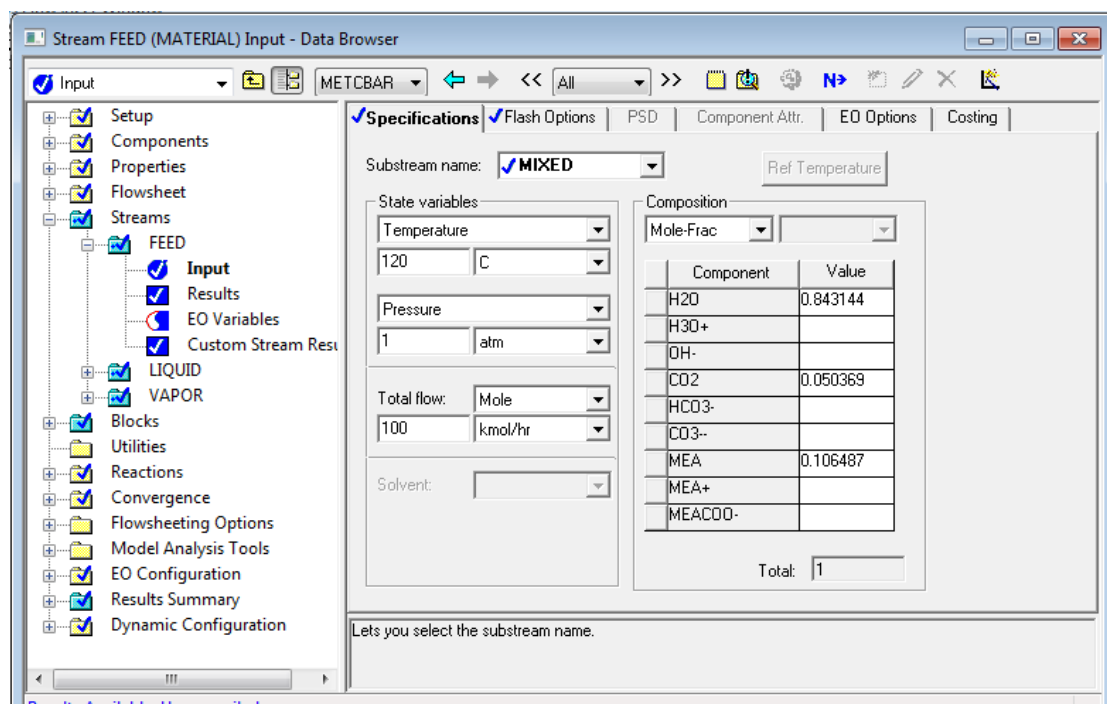 Stream FEED (MATERIAL) Input - Data Browser
Input METCBAR << All >> N>
Setup
Components
Properties
Flowsheet
Streams
FEED
Input
Results
EO Variables
Custom Stream Resu
LIQUID
VAPOR
Blocks
Utilities
Reactions
Convergence
Flowsheeting Options
Model Analysis Tools
EO Configuration
Results Summary
Dynamic Configuration
Specifications Flash Options PSD Component Attr. EO Options Costing
Substream name: MIXED Ref Temperature
State variables
Temperature
120 C
Pressure
1 atm
Total flow: Mole
100 kmol/hr
Solvent:
Composition
Mole-Frac
Component Value
H2O 0.843144
H3O+
OH-
CO2 0.050369
HCO3-
CO3--
MEA 0.106487
MEA+
MEACOO-
Total: 1
Lets you select the substream name.